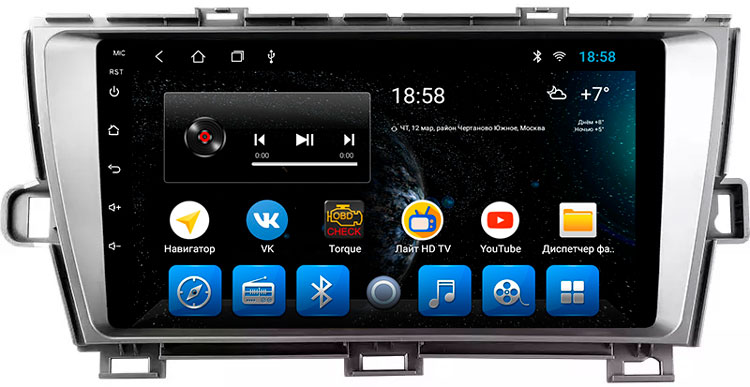 MIC
18:58
RST
18:58
+7°
Днём +8°
ЧТ, 12 мар, район Чертаново Южное, Москва
Ночью +5°
0:00 0:00
OBD
CHECK
Навигатор VK Torque Лайт HD TV YouTube Диспетчер фа..